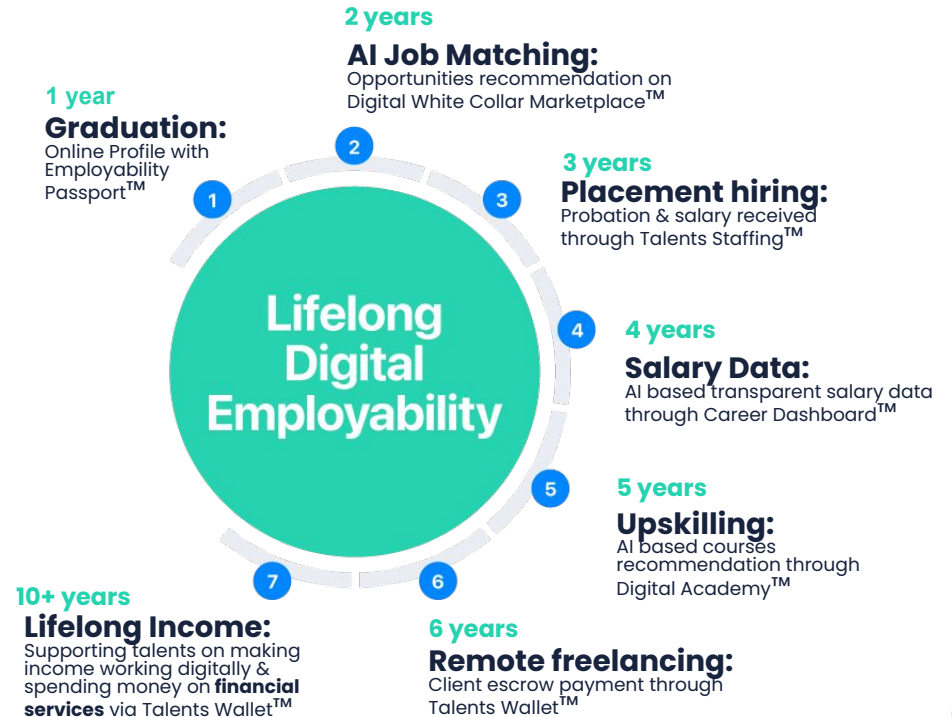 2 years
AI Job Matching:
Opportunities recommendation on
Digital White Collar Marketplace™
1 year
Graduation:
Online Profile with
Employability
Passport™
3 years
Placement hiring:
Probation & salary received
through Talents Staffing™
4 years
Salary Data:
AI based transparent salary data
through Career Dashboard™
5 years
Upskilling:
AI based courses
recommendation through
Digital Academy™
6 years
Remote freelancing:
Client escrow payment through
Talents Wallet™
10+ years
Lifelong Income:
Supporting talents on making
income working digitally &
spending money on financial
services via Talents Wallet™
1
2
3
4
5
6
7
Lifelong
Digital
Employability